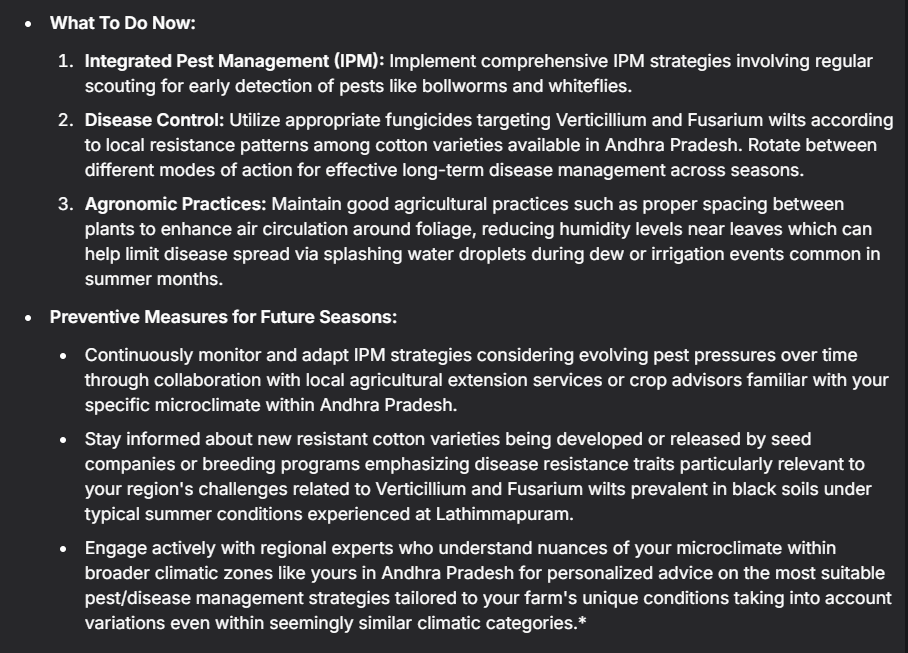 • What To Do Now:
1. Integrated Pest Management (IPM): Implement comprehensive IPM strategies involving regular
scouting for early detection of pests like bollworms and whiteflies.
2. Disease Control: Utilize appropriate fungicides targeting Verticillium and Fusarium wilts according
to local resistance patterns among cotton varieties available in Andhra Pradesh. Rotate between
different modes of action for effective long-term disease management across seasons.
3. Agronomic Practices: Maintain good agricultural practices such as proper spacing between
plants to enhance air circulation around foliage, reducing humidity levels near leaves which can
help limit disease spread via splashing water droplets during dew or irrigation events common in
summer months.
• Preventive Measures for Future Seasons:
• Continuously monitor and adapt IPM strategies considering evolving pest pressures over time
through collaboration with local agricultural extension services or crop advisors familiar with your
specific microclimate within Andhra Pradesh.
• Stay informed about new resistant cotton varieties being developed or released by seed
companies or breeding programs emphasizing disease resistance traits particularly relevant to
your region's challenges related to Verticillium and Fusarium wilts prevalent in black soils under
typical summer conditions experienced at Lathimmapuram.
• Engage actively with regional experts who understand nuances of your microclimate within
broader climatic zones like yours in Andhra Pradesh for personalized advice on the most suitable
pest/disease management strategies tailored to your farm's unique conditions taking into account
variations even within seemingly similar climatic categories.*